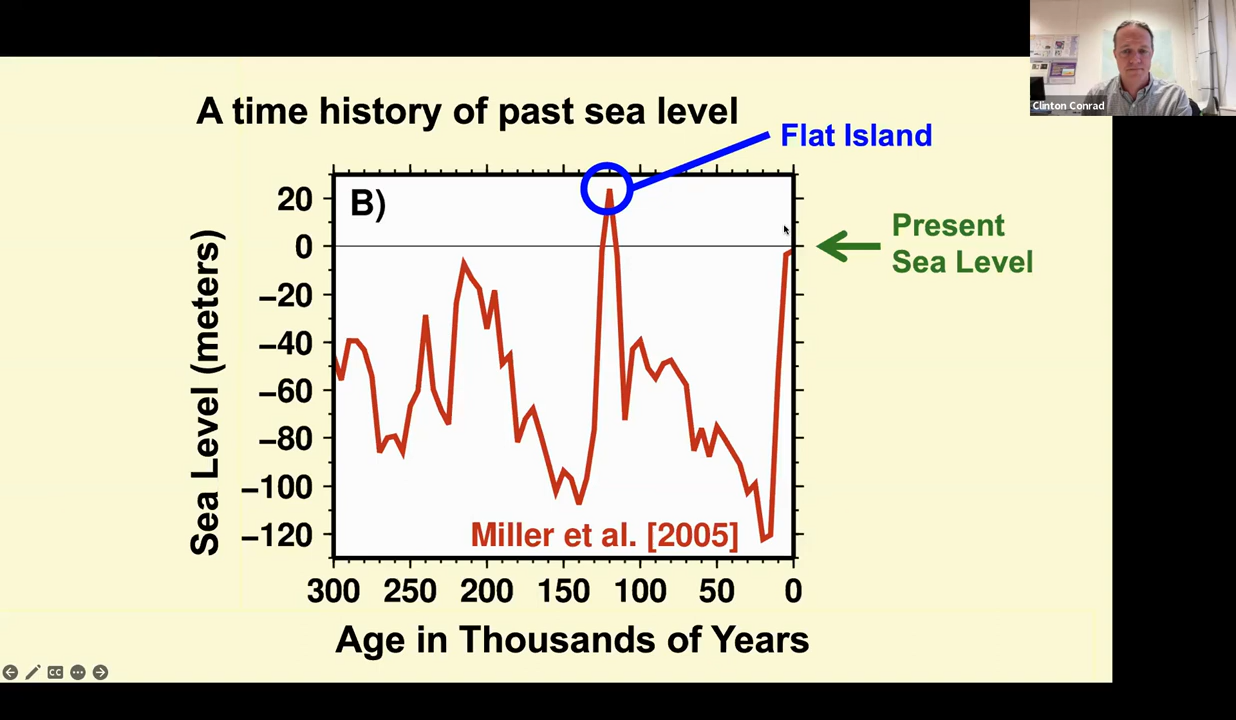 Clinton Conrad
A time history of past sea level
Flat Island
B)
Present
Sea Level
Sea Level (meters)
20
0
−20
−40
−60
−80
−100
−120
Miller et al. [2005]
300 250 200 150 100 50 0
Age in Thousands of Years
CC